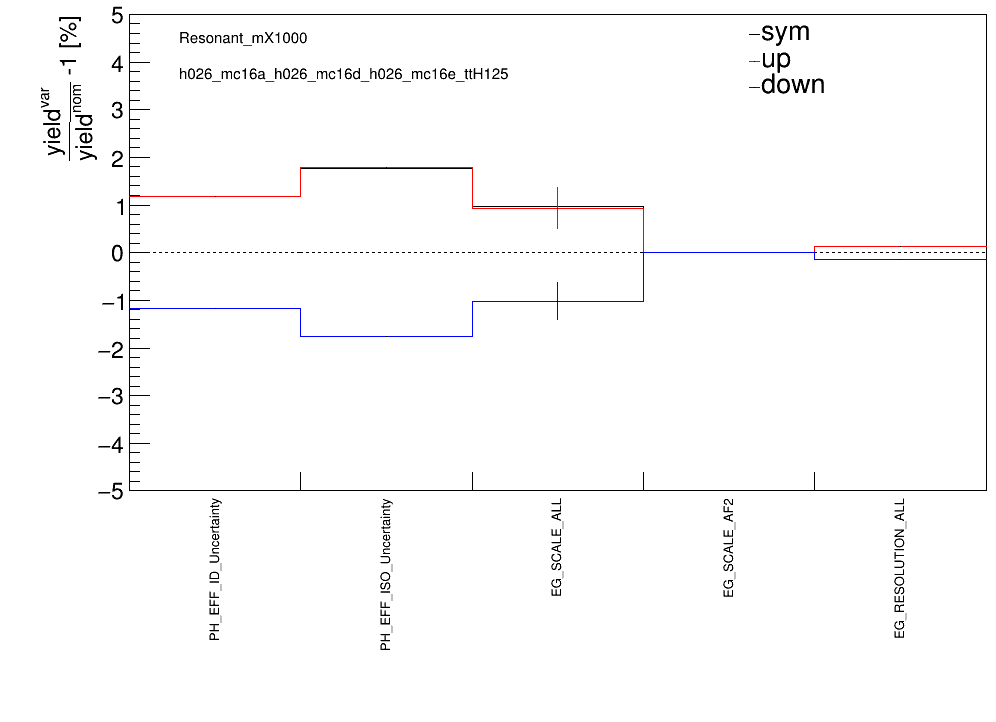 yield^var / yield^nom -1 [%]
5
4
3
2
1
0
−1
−2
−3
−4
−5
Resonant_mX1000
h026_mc16a_h026_mc16d_h026_mc16e_ttH125
sym
up
down
PH_EFF_ID_Uncertainty
PH_EFF_ISO_Uncertainty
EG_SCALE_ALL
EG_SCALE_AF2
EG_RESOLUTION_ALL